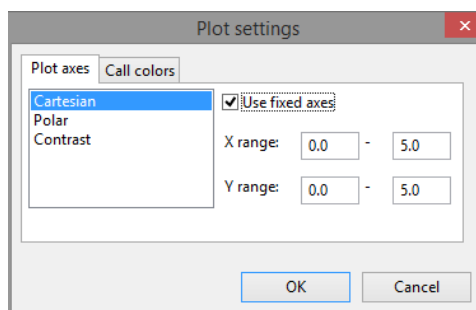 Plot settings
Plot axes Call colors
Cartesian
Polar
Contrast
Use fixed axes
X range: 0.0 - 5.0
Y range: 0.0 - 5.0
OK Cancel